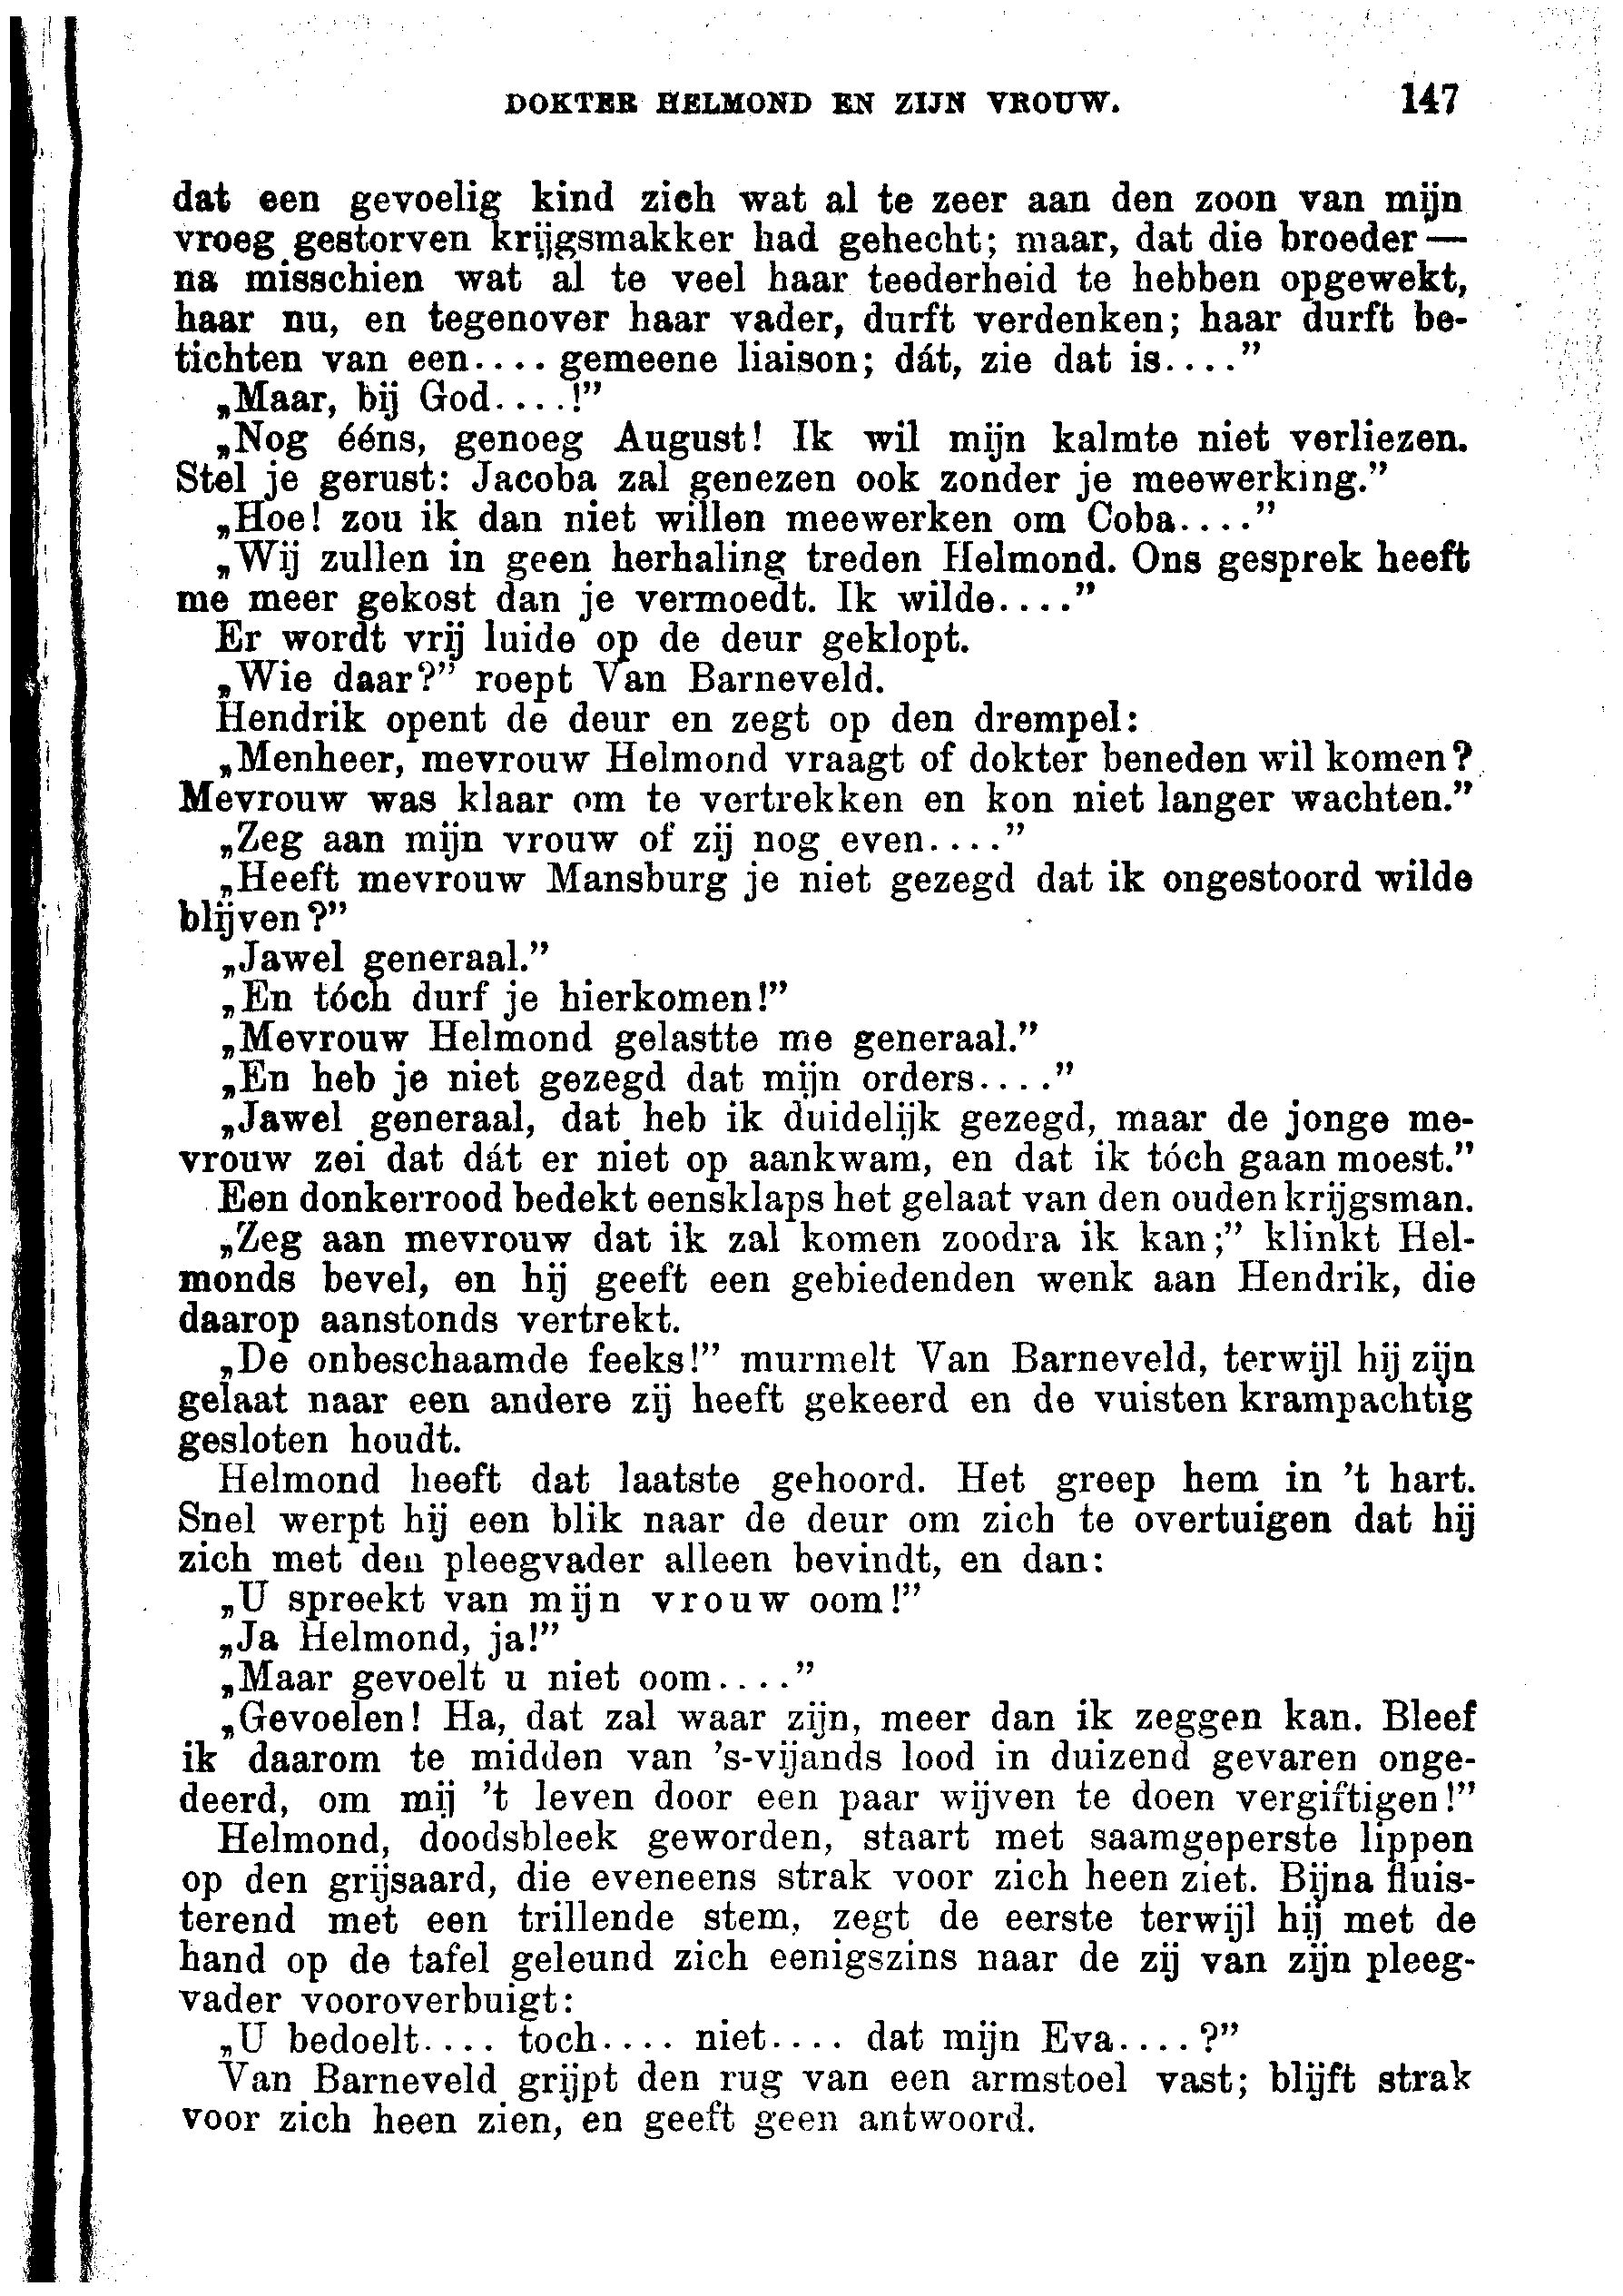 DOKTER HELMOND EN ZIJN VROUW. 147
dat een gevoelig kind zich wat al te zeer aan den zoon van mijn
vroeg gestorven krijgsmakker had gehecht; maar, dat die broeder —
na misschien wat al te veel haar teederheid te hebben opgewekt,
haar nu, en tegenover haar vader, durft verdenken; haar durft be-
tichten van een.... gemeene liaison; dát, zie dat is....”
„Maar, bij God....!”
„Nog ééns, genoeg August! Ik wil mijn kalmte niet verliezen.
Stel je gerust: Jacoba zal genezen ook zonder je meewerking.”
„Hoe! zou ik dan niet willen meewerken om Coba....”
„Wij zullen in geen herhaling treden Helmond. Ons gesprek heeft
me meer gekost dan je vermoedt. Ik wilde....”
Er wordt vrij luide op de deur geklopt.
„Wie daar?” roept Van Barneveld.
Hendrik opent de deur en zegt op den drempel:
„Menheer, mevrouw Helmond vraagt of dokter beneden wil komen?
Mevrouw was klaar om te vertrekken en kon niet langer wachten.”
„Zeg aan mijn vrouw of zij nog even....”
„Heeft mevrouw Mansburg je niet gezegd dat ik ongestoord wilde
blijven?”
„Jawel generaal.”
„En tóch durf je hierkomen!”
„Mevrouw Helmond gelastte me generaal.”
„En heb je niet gezegd dat mijn orders....”
„Jawel generaal, dat heb ik duidelijk gezegd, maar de jonge me-
vrouw zei dat dát er niet op aankwam, en dat ik tóch gaan moest.”
Een donkerrood bedekt eensklaps het gelaat van den ouden krijgsman.
„Zeg aan mevrouw dat ik zal komen zoodra ik kan;” klinkt Hel-
monds bevel, en hij geeft een gebiedenden wenk aan Hendrik, die
daarop aanstonds vertrekt.
„De onbeschaamde feeks!” murmelt Van Barneveld, terwijl hij zijn
gelaat naar een andere zij heeft gekeerd en de vuisten krampachtig
gesloten houdt.
Helmond heeft dat laatste gehoord. Het greep hem in ’t hart.
Snel werpt hij een blik naar de deur om zich te overtuigen dat hij
zich met den pleegvader alleen bevindt, en dan:
„U spreekt van mijn vrouw oom!”
„Ja Helmond, ja!”
„Maar gevoelt u niet oom....”
„Gevoelen! Ha, dat zal waar zijn, meer dan ik zeggen kan. Bleef
ik daarom te midden van ’s-vijands lood in duizend gevaren onge-
deerd, om mij ’t leven door een paar wijven te doen vergiftigen!”
Helmond, doodsbleek geworden, staart met saamgeperste lippen
op den grijsaard, die eveneens strak voor zich heen ziet. Bijna fluis-
terend met een trillende stem, zegt de eerste terwijl hij met de
hand op de tafel geleund zich eenigszins naar de zij van zijn pleeg-
vader vooroverbuigt:
„U bedoelt.... toch.... niet.... dat mijn Eva....?”
Van Barneveld grijpt den rug van een armstoel vast; blijft strak
voor zich heen zien, en geeft geen antwoord.